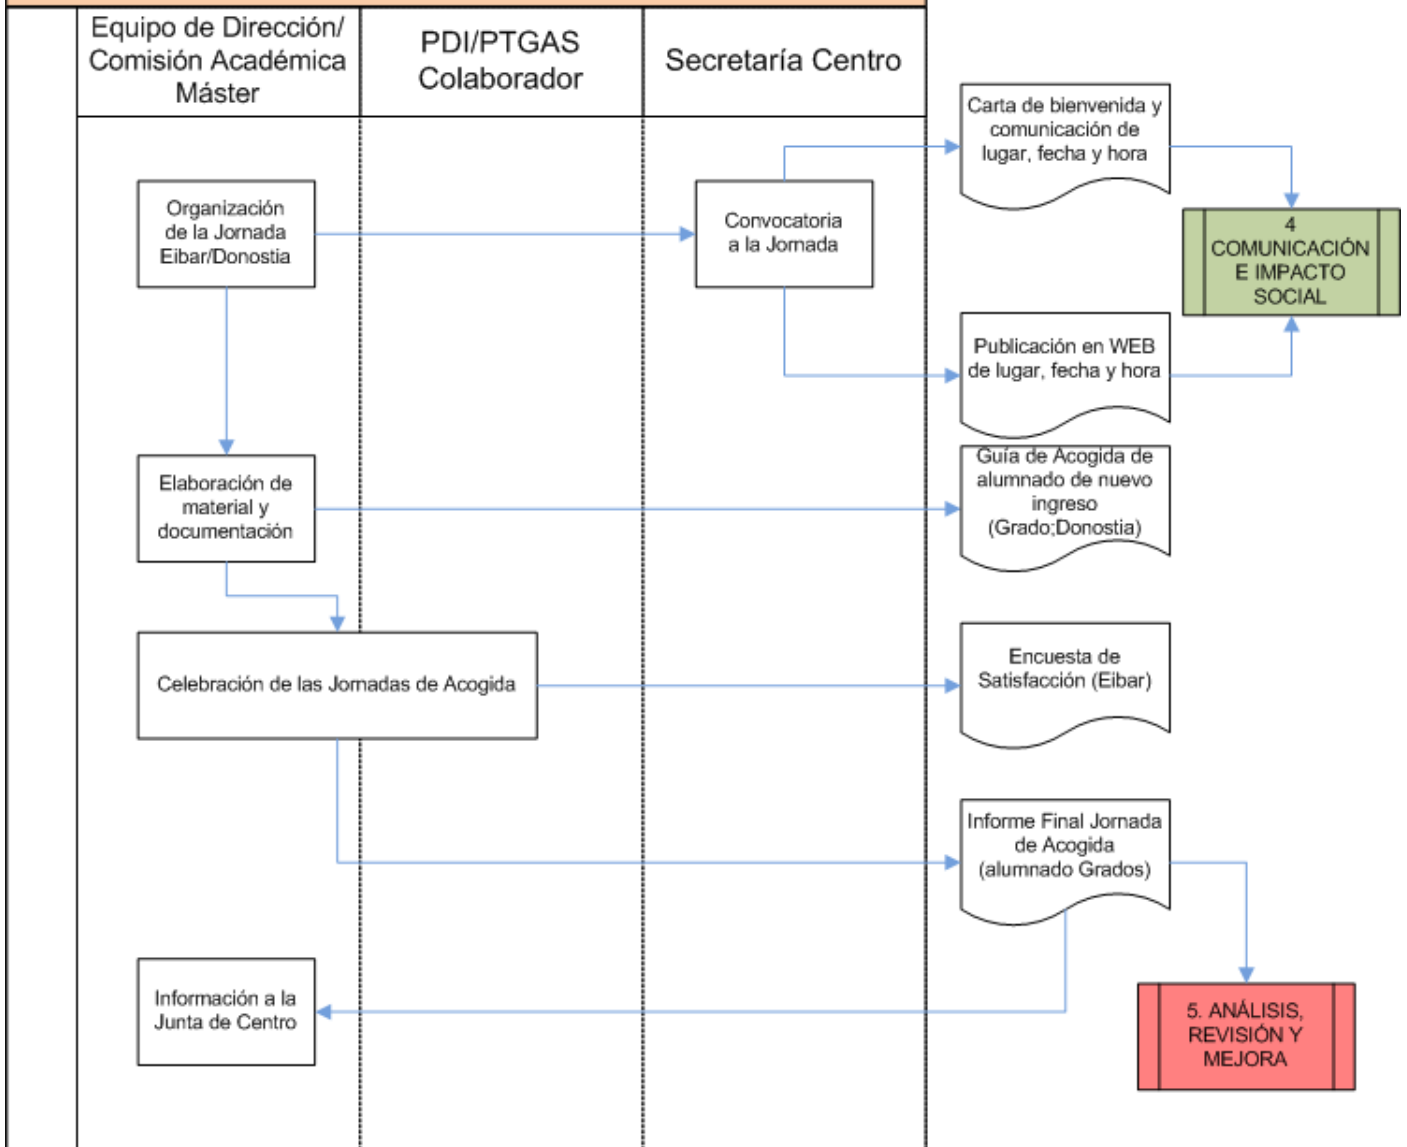 Equipo de Dirección/
Comisión Académica
Máster
PDI/PTGAS
Colaborador
Secretaría Centro
Carta de bienvenida y
comunicación de
lugar, fecha y hora
Organización
de la Jornada
Eibar/Donostia
Convocatoria
a la Jornada
4
COMUNICACIÓN
E IMPACTO
SOCIAL
Publicación en WEB
de lugar, fecha y hora
Elaboración de
material y
documentación
Guía de Acogida de
alumnado de nuevo
ingreso
(Grado;Donostia)
Celebración de las Jornadas de Acogida
Encuesta de
Satisfacción (Eibar)
Informe Final Jornada
de Acogida
(alumnado Grados)
Información a la
Junta de Centro
5. ANÁLISIS,
REVISIÓN Y
MEJORA